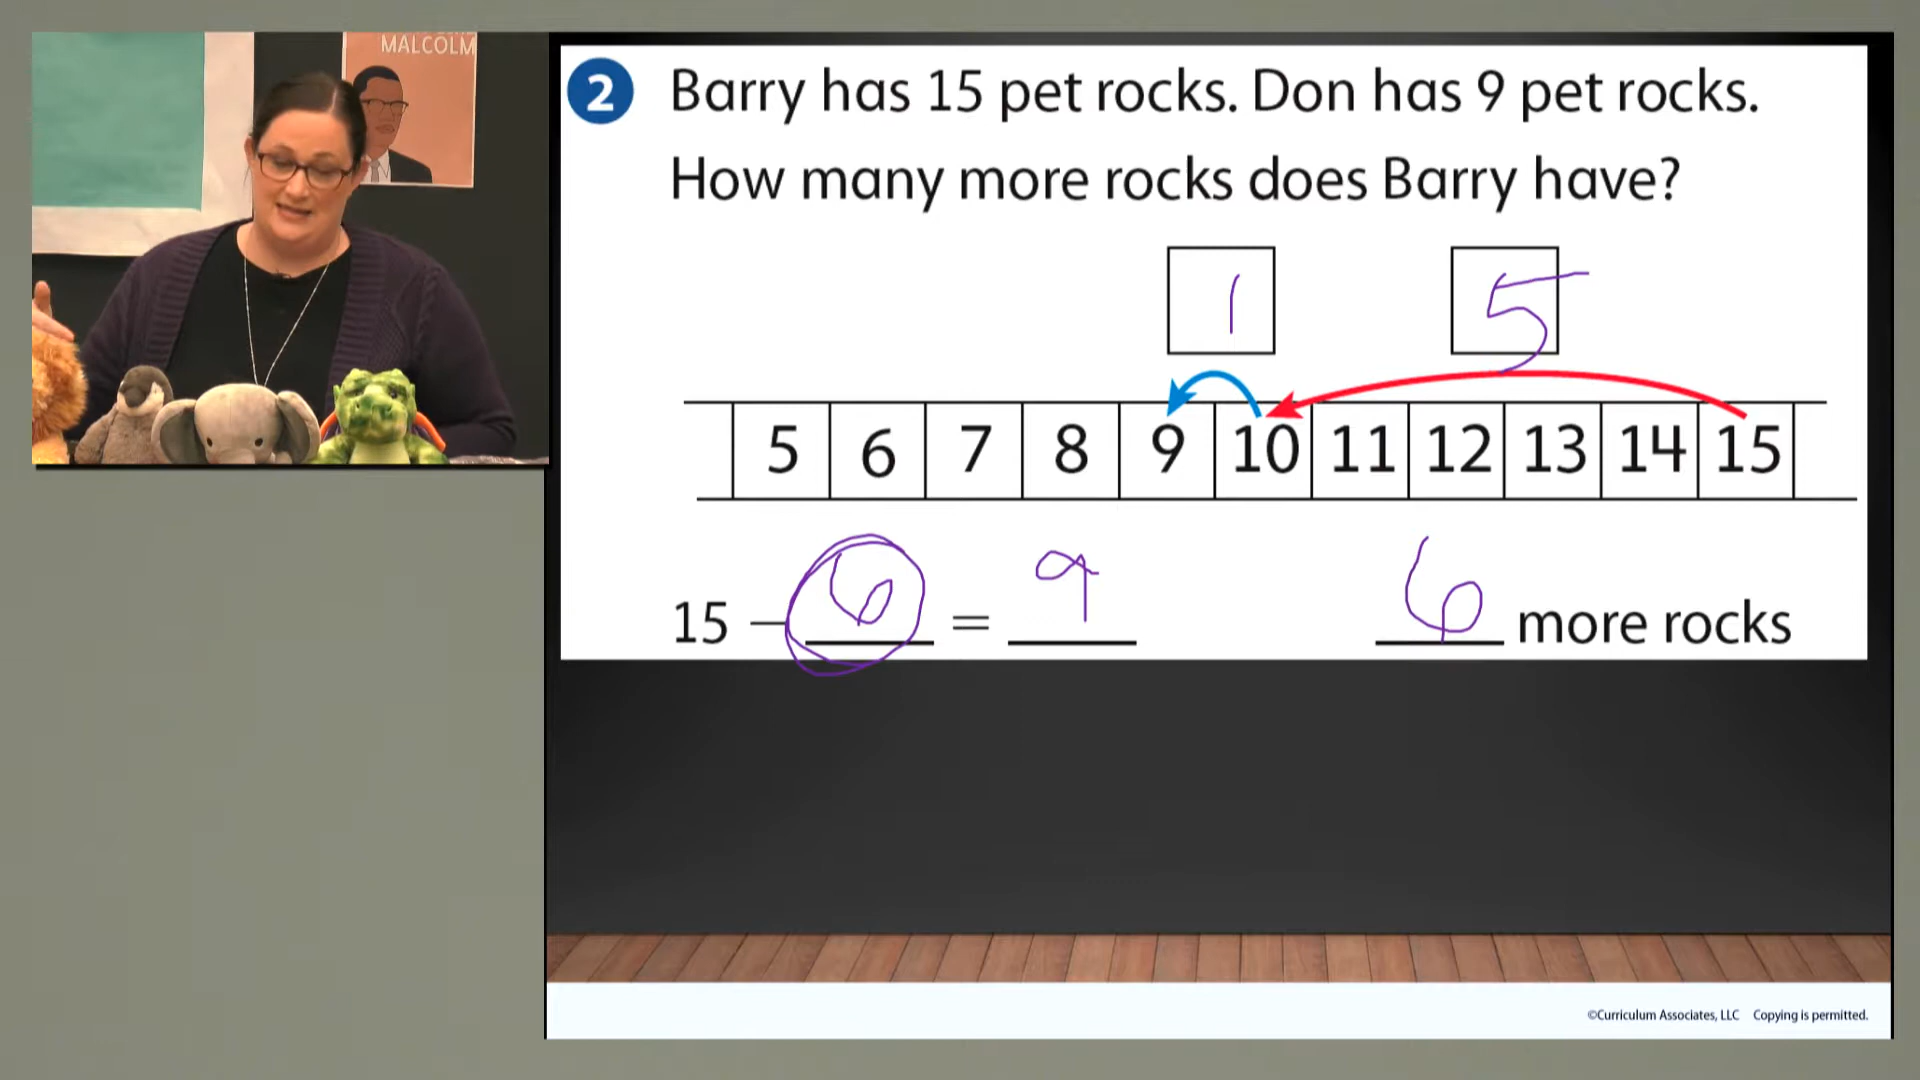 MALCOLM
2 Barry has 15 pet rocks. Don has 9 pet rocks.
How many more rocks does Barry have?
1 5
5 6 7 8 9 10 11 12 13 14 15
15 – 6 = 9 6 more rocks
©Curriculum Associates, LLC Copying is permitted.